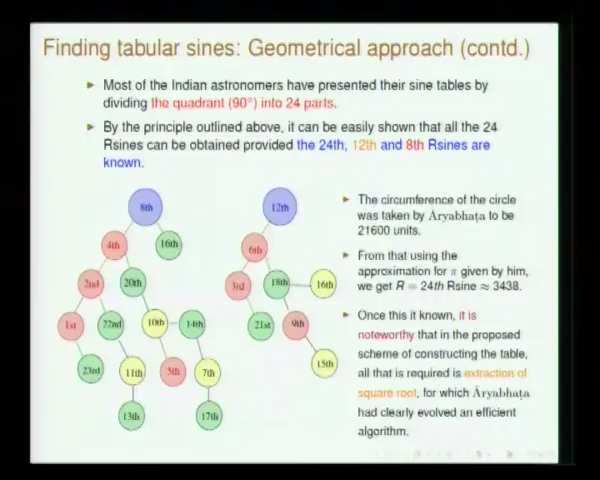 Finding tabular sines: Geometrical approach (contd.)
Most of the Indian astronomers have presented their sine tables by
dividing the quadrant (90°) into 24 parts.
By the principle outlined above, it can be easily shown that all the 24
Rsines can be obtained provided the 24th, 12th and 8th Rsines are
known.
8th
4th
16th
2nd
20th
1st
22nd
10th
14th
23rd
11th
5th
7th
13th
17th
12th
6th
3rd
18th
16th
21st
9th
15th
The circumference of the circle
was taken by Āryabhaṭa to be
21600 units.
From that using the
approximation for π given by him,
we get R = 24th Rsine ≈ 3438.
Once this it known, it is
noteworthy that in the proposed
scheme of constructing the table,
all that is required is extraction of
square root, for which Āryabhaṭa
had clearly evolved an efficient
algorithm.